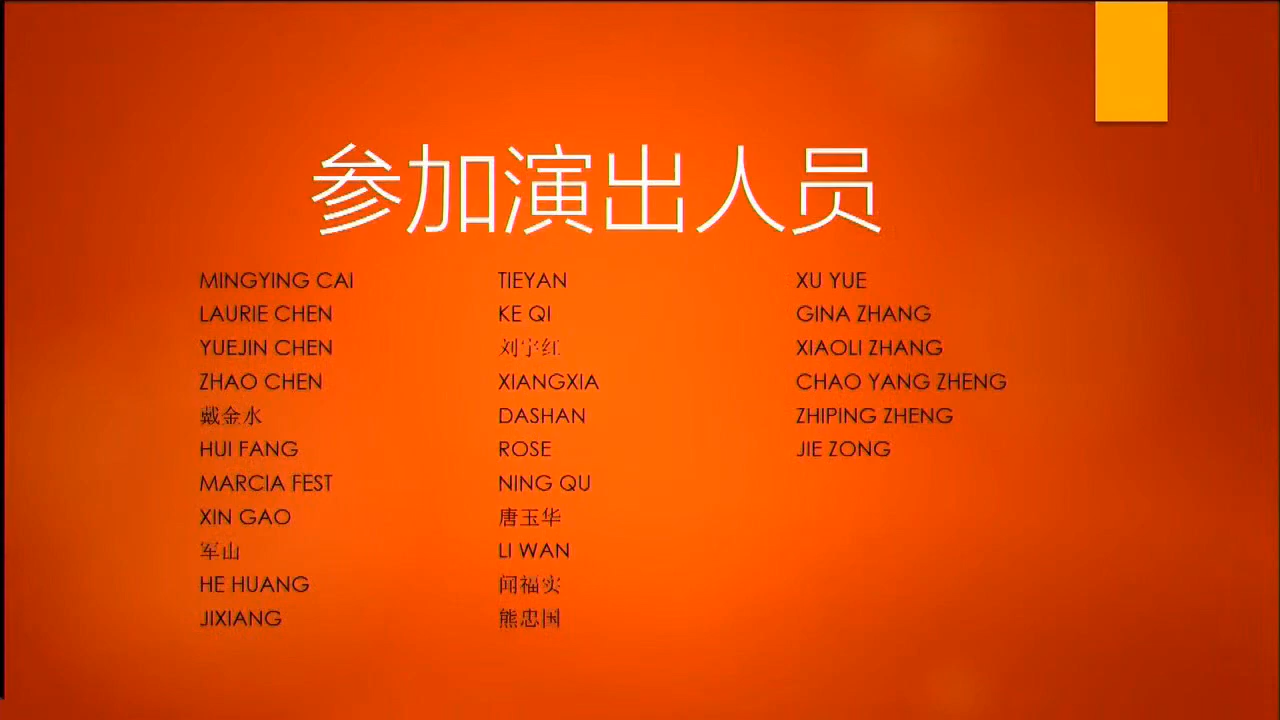 参加演出人员
MINGYING CAI
LAURIE CHEN
YUEJIN CHEN
ZHAO CHEN
戴金水
HUI FANG
MARCIA FEST
XIN GAO
军山
HE HUANG
JIXIANG
TIEYAN
KE QI
刘宇红
XIANGXIA
DASHAN
ROSE
NING QU
唐玉华
LI WAN
闻福实
熊忠国
XU YUE
GINA ZHANG
XIAOLI ZHANG
CHAO YANG ZHENG
ZHIPING ZHENG
JIE ZONG